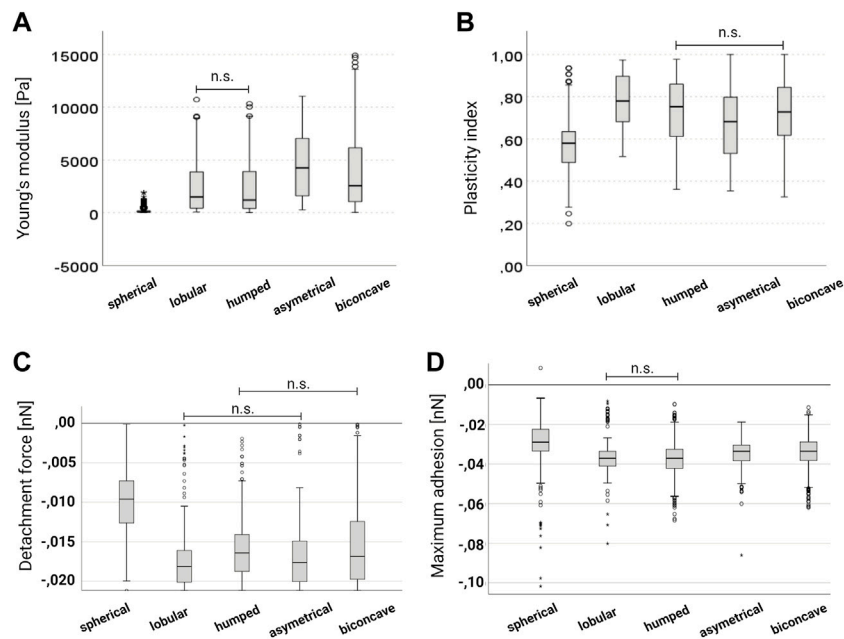 A
Young's modulus [Pa]
15000
10000
5000
0
-5000
n.s.
spherical
lobular
humped
asymetrical
biconcave
B
Plasticity index
1,00
,80
,60
,40
,20
,00
n.s.
spherical
lobular
humped
asymetrical
biconcave
C
Detachment force [nN]
,00
-,005
-,010
-,015
-,020
n.s.
n.s.
spherical
lobular
humped
asymetrical
biconcave
D
Maximum adhesion [nN]
,00
-,02
-,04
-,06
-,08
-,10
n.s.
spherical
lobular
humped
asymetrical
biconcave